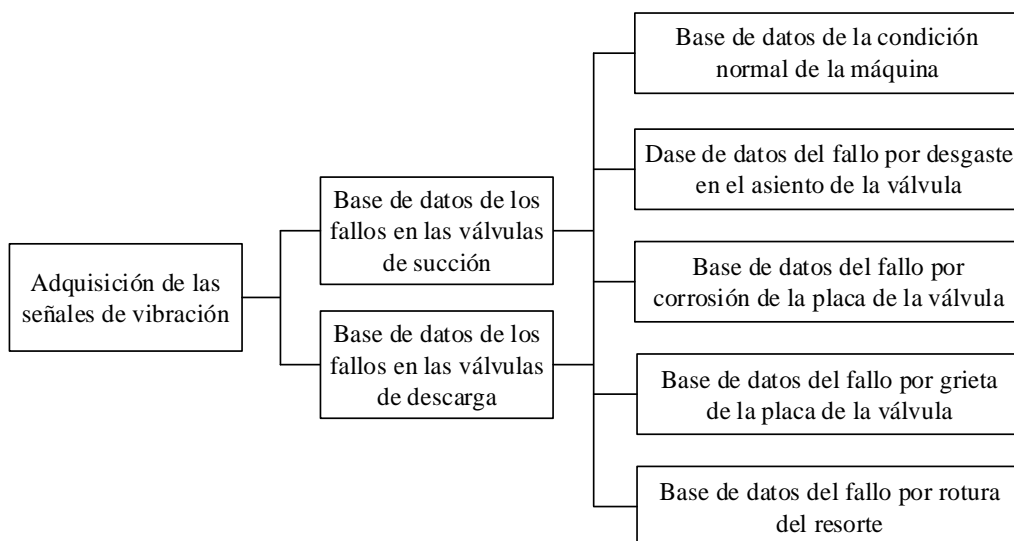 Adquisición de las
señales de vibración
Base de datos de los
fallos en las válvulas
de succión
Base de datos de los
fallos en las válvulas
de descarga
Base de datos de la condición
normal de la máquina
Dase de datos del fallo por desgaste
en el asiento de la válvula
Base de datos del fallo por
corrosión de la placa de la válvula
Base de datos del fallo por grieta
de la placa de la válvula
Base de datos del fallo por rotura
del resorte